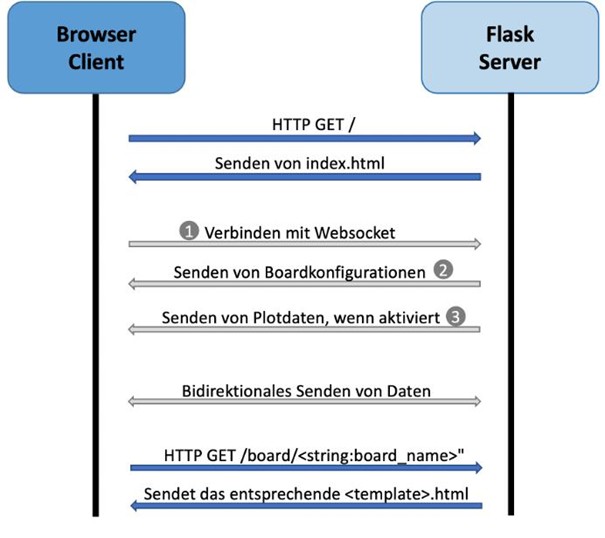 Browser
Client
Flask
Server
HTTP GET /
Senden von index.html
1 Verbinden mit Websocket
Senden von Boardkonfigurationen 2
Senden von Plotdaten, wenn aktiviert 3
Bidirektionales Senden von Daten
HTTP GET /board/<string:board_name>"
Sendet das entsprechende <template>.html